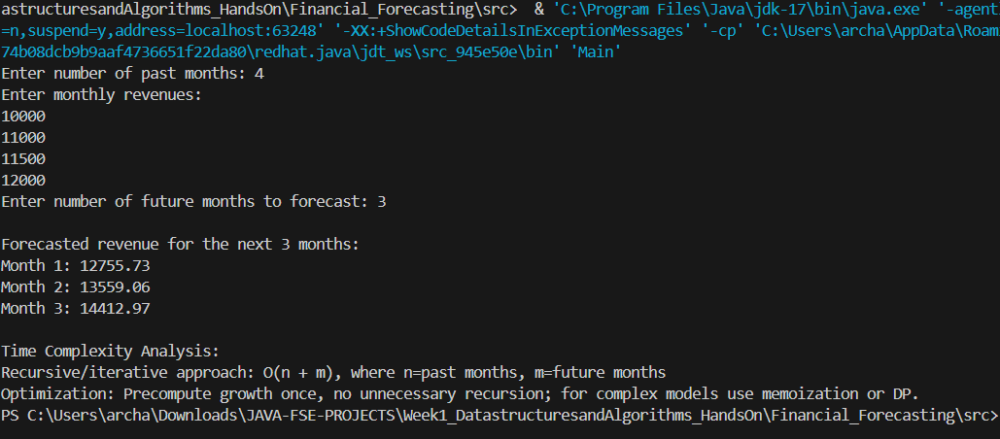 astructuresandAlgorithms_HandsOn\Financial_Forecasting\src>  & 'C:\Program Files\Java\jdk-17\bin\java.exe' '-agent
=n,suspend=y,address=localhost:63248' '-XX:+ShowCodeDetailsInExceptionMessages' '-cp' 'C:\Users\archa\AppData\Roam
74b08dcb9b9aaf4736651f22da80\redhat.java\jdt_ws\src_945e50e\bin' 'Main'
Enter number of past months: 4
Enter monthly revenues:
10000
11000
11500
12000
Enter number of future months to forecast: 3

Forecasted revenue for the next 3 months:
Month 1: 12755.73
Month 2: 13559.06
Month 3: 14412.97

Time Complexity Analysis:
Recursive/iterative approach: O(n + m), where n=past months, m=future months
Optimization: Precompute growth once, no unnecessary recursion; for complex models use memoization or DP.
PS C:\Users\archa\Downloads\JAVA-FSE-PROJECTS\Week1_DatastructuresandAlgorithms_HandsOn\Financial_Forecasting\src>